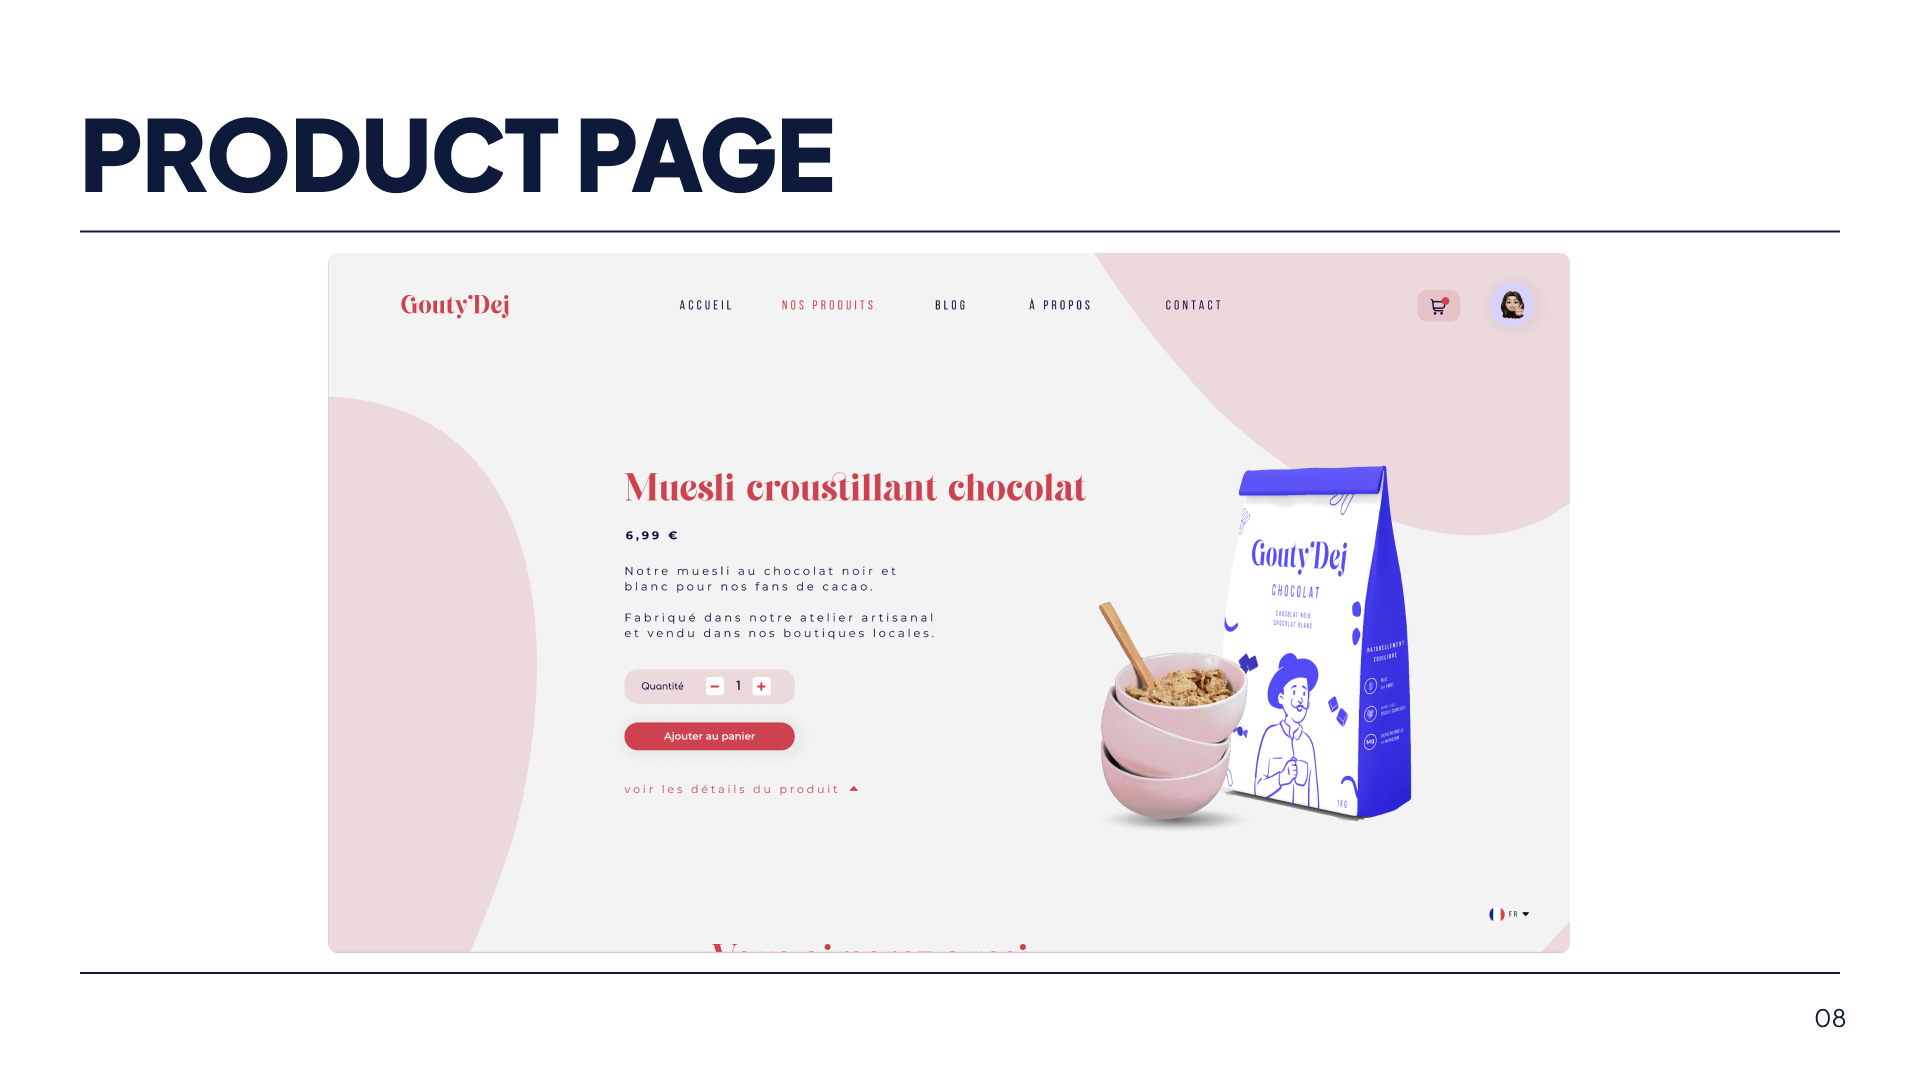 PRODUCT PAGE
Gouty'Dej
ACCUEIL
NOS PRODUITS
BLOG
À PROPOS
CONTACT
Muesli croustillant chocolat
6,99 €
Notre muesli au chocolat noir et
blanc pour nos fans de cacao.
Fabriqué dans notre atelier artisanal
et vendu dans nos boutiques locales.
Quantité
1
Ajouter au panier
voir les détails du produit
Gouty'Dej
CHOCOLAT
CHOCOLAT NOIR
CHOCOLAT BLANC
NATURELLEMENT
ÉQUILIBRÉ
Mg
1KG
FR
08